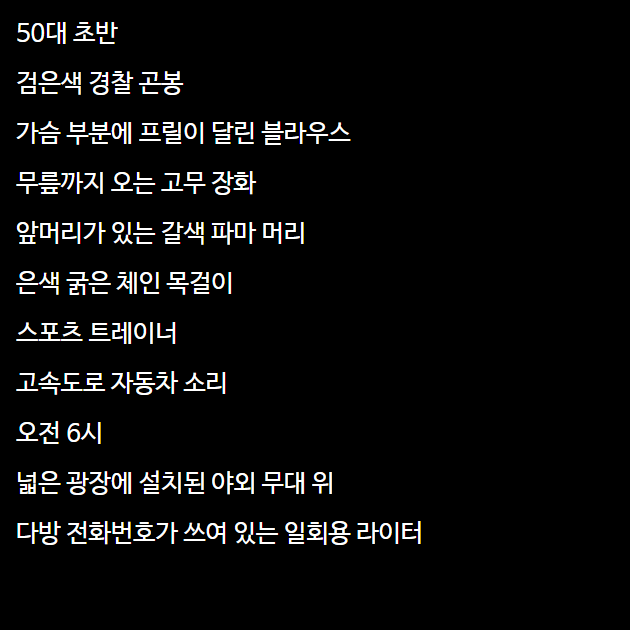 50대 초반
검은색 경찰 곤봉
가슴 부분에 프릴이 달린 블라우스
무릎까지 오는 고무 장화
앞머리가 있는 갈색 파마 머리
은색 굵은 체인 목걸이
스포츠 트레이너
고속도로 자동차 소리
오전 6시
넓은 광장에 설치된 야외 무대 위
다방 전화번호가 쓰여 있는 일회용 라이터